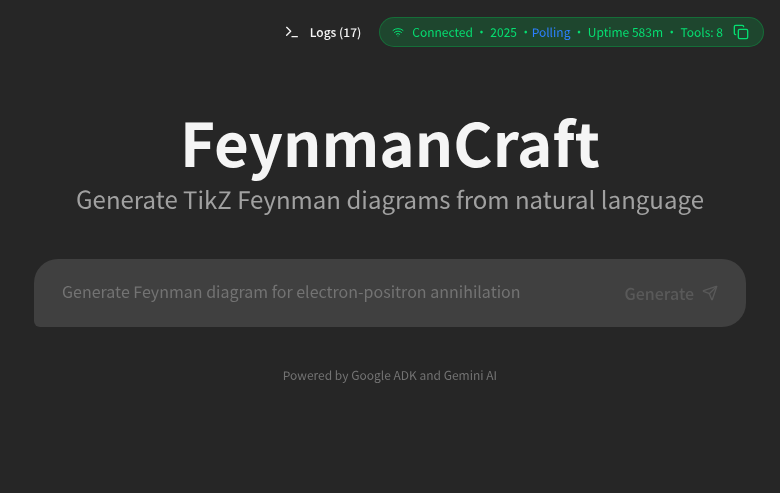 Logs (17) Connected • 2025 • Polling • Uptime 583m • Tools: 8
FeynmanCraft
Generate TikZ Feynman diagrams from natural language
Generate Feynman diagram for electron-positron annihilation Generate
Powered by Google ADK and Gemini AI